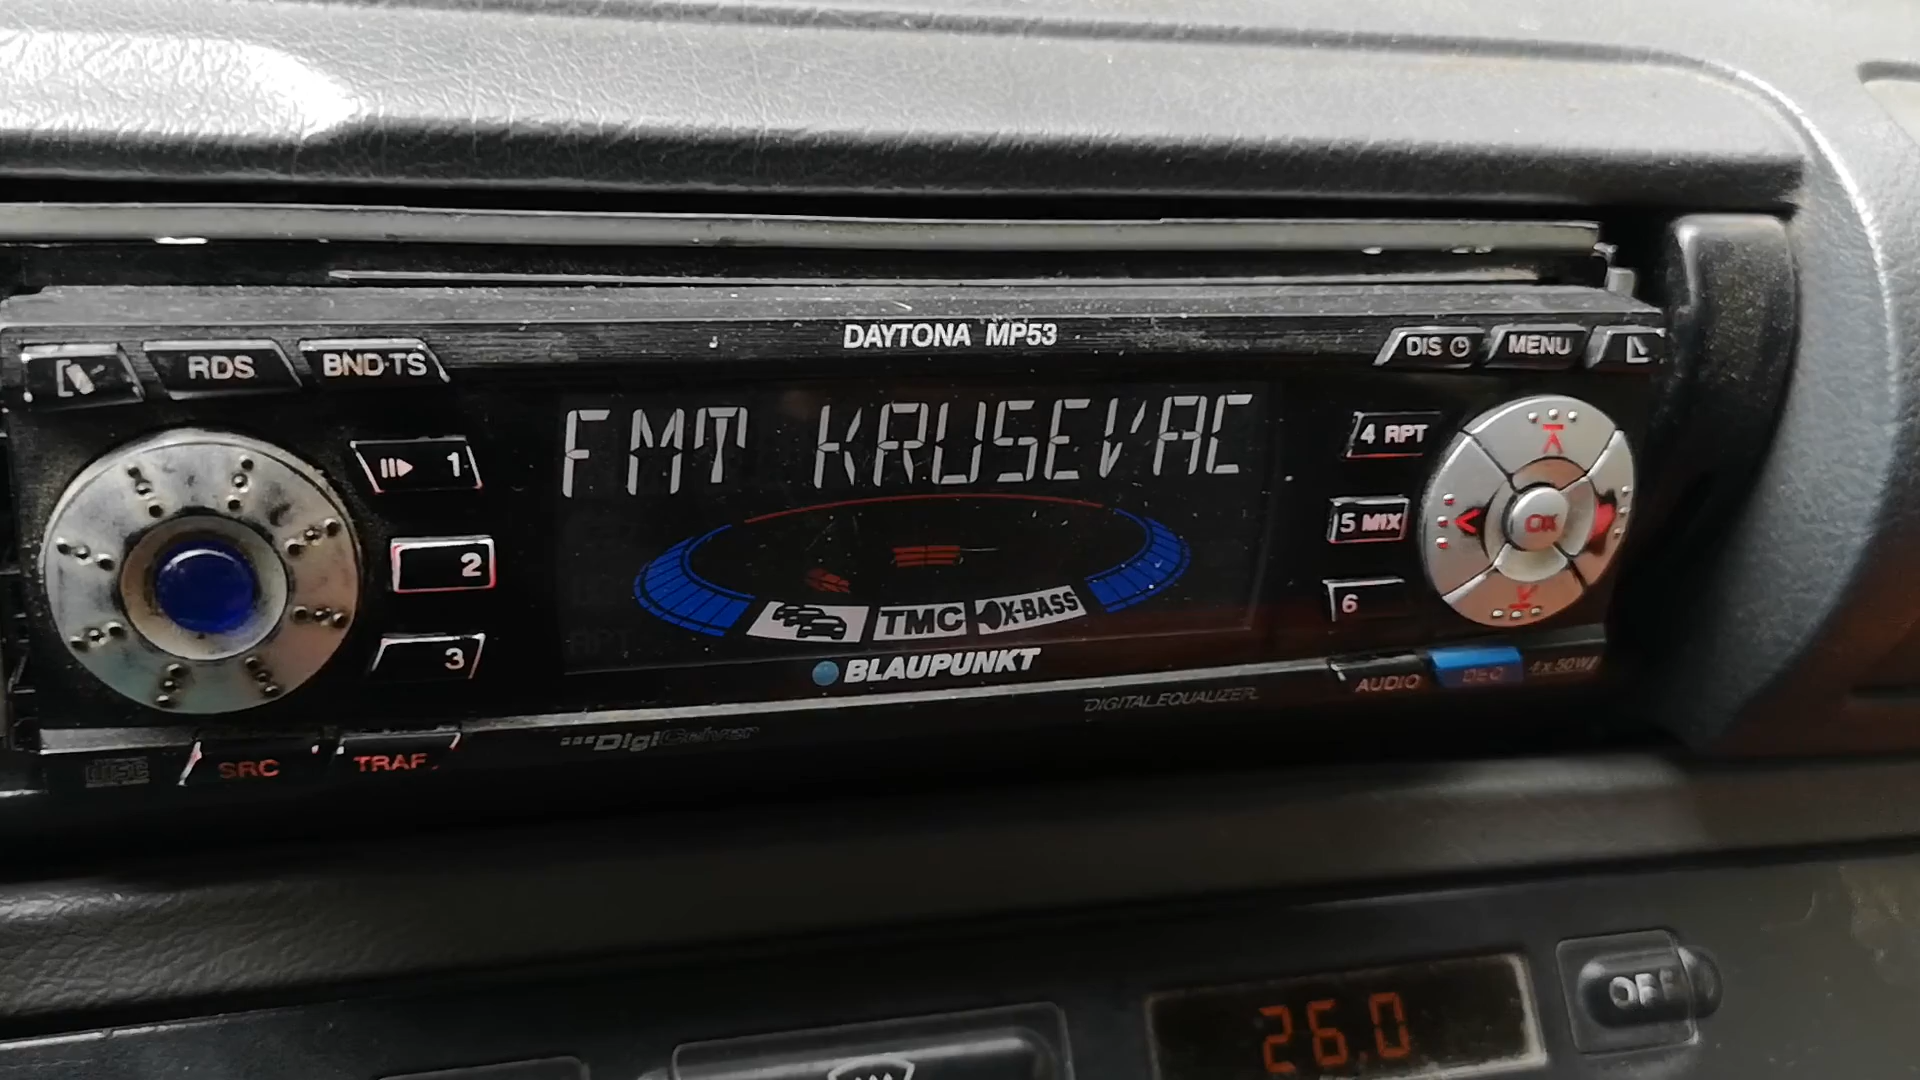 DAYTONA MP53
RDS
BND·TS
DIS
MENU
FMT KRUSEVAC
1
2
3
4 RPT
5 MIX
6
OK
TMC
X-BASS
BLAUPUNKT
DIGITAL EQUALIZER
DigiCeiver
AUDIO
DEQ
4x50W
SRC
TRAF
26.0
OFF